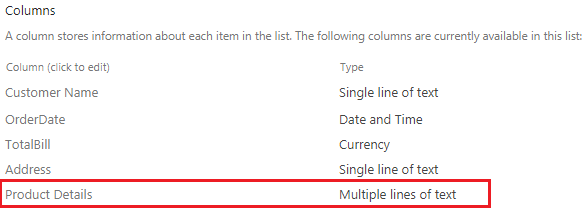 Columns
A column stores information about each item in the list. The following columns are currently available in this list:
Column (click to edit) Type
Customer Name Single line of text
OrderDate Date and Time
TotalBill Currency
Address Single line of text
Product Details Multiple lines of text